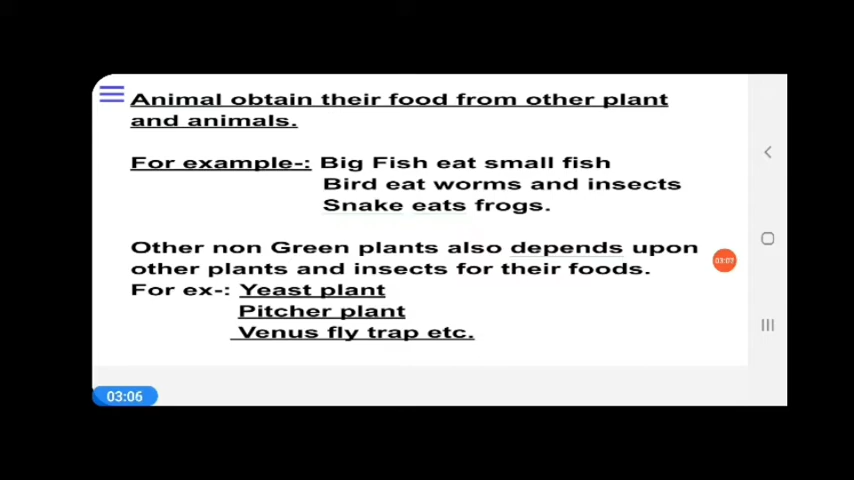 Animal obtain their food from other plant
and animals.
For example-: Big Fish eat small fish
Bird eat worms and insects
Snake eats frogs.
Other non Green plants also depends upon
other plants and insects for their foods.
For ex-: Yeast plant
Pitcher plant
Venus fly trap etc.
03:07
03:06